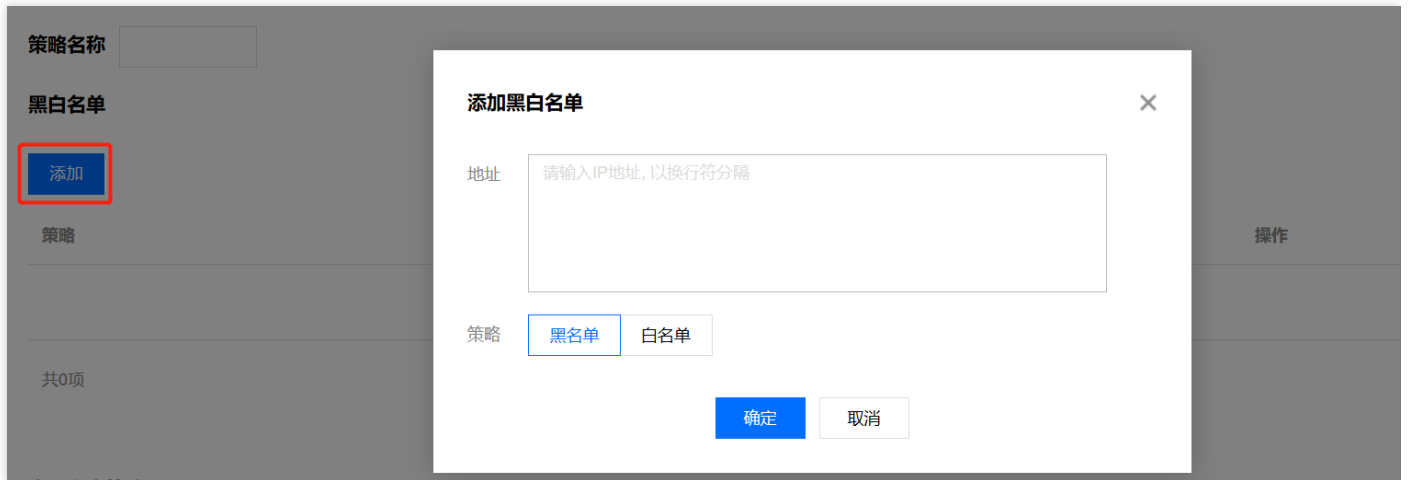 策略名称
黑白名单
添加
策略
操作
共0项
添加黑白名单
地址
请输入IP地址, 以换行符分隔
策略
黑名单
白名单
确定
取消